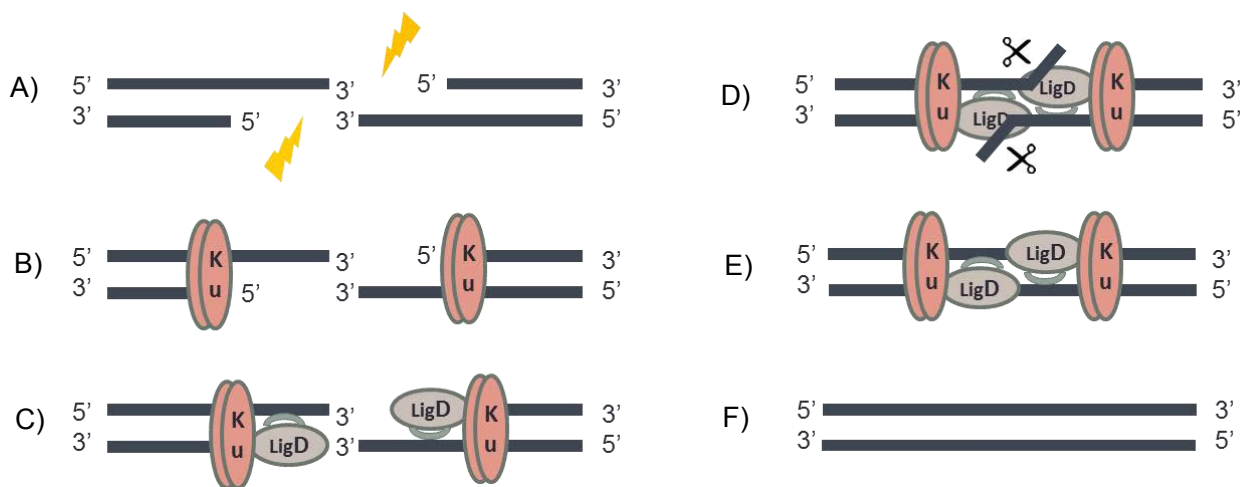 A)
5’ 3’ 5’ 3’
3’ 5’ 3’ 5’
B)
5’ K 3’ 5’ K 3’
3’ u 5’ 3’ u 5’
C)
5’ K 3’ LigD K 3’
3’ u LigD 3’ u 5’
D)
5’ K LigD K 3’
3’ u LigD u 5’
E)
5’ K LigD K 3’
3’ u LigD u 5’
F)
5’ 3’
3’ 5’